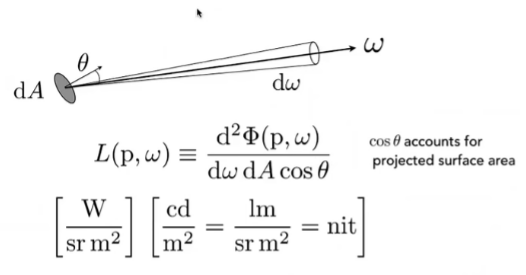 θ
ω
dA
dω
L(p, ω) ≡ d²Φ(p, ω) / dω dA cos θ
cos θ accounts for
projected surface area
[W / sr m²] [cd / m² = lm / sr m² = nit]